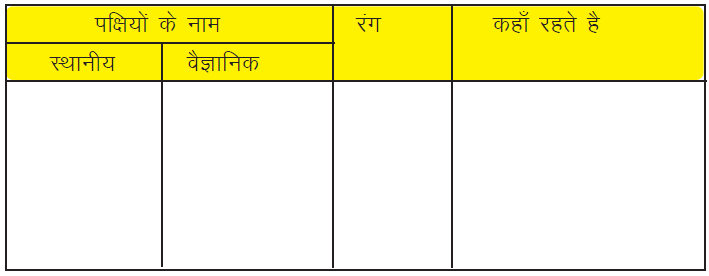 पक्षियों के नाम रंग कहाँ रहते है
स्थानीय वैज्ञानिक